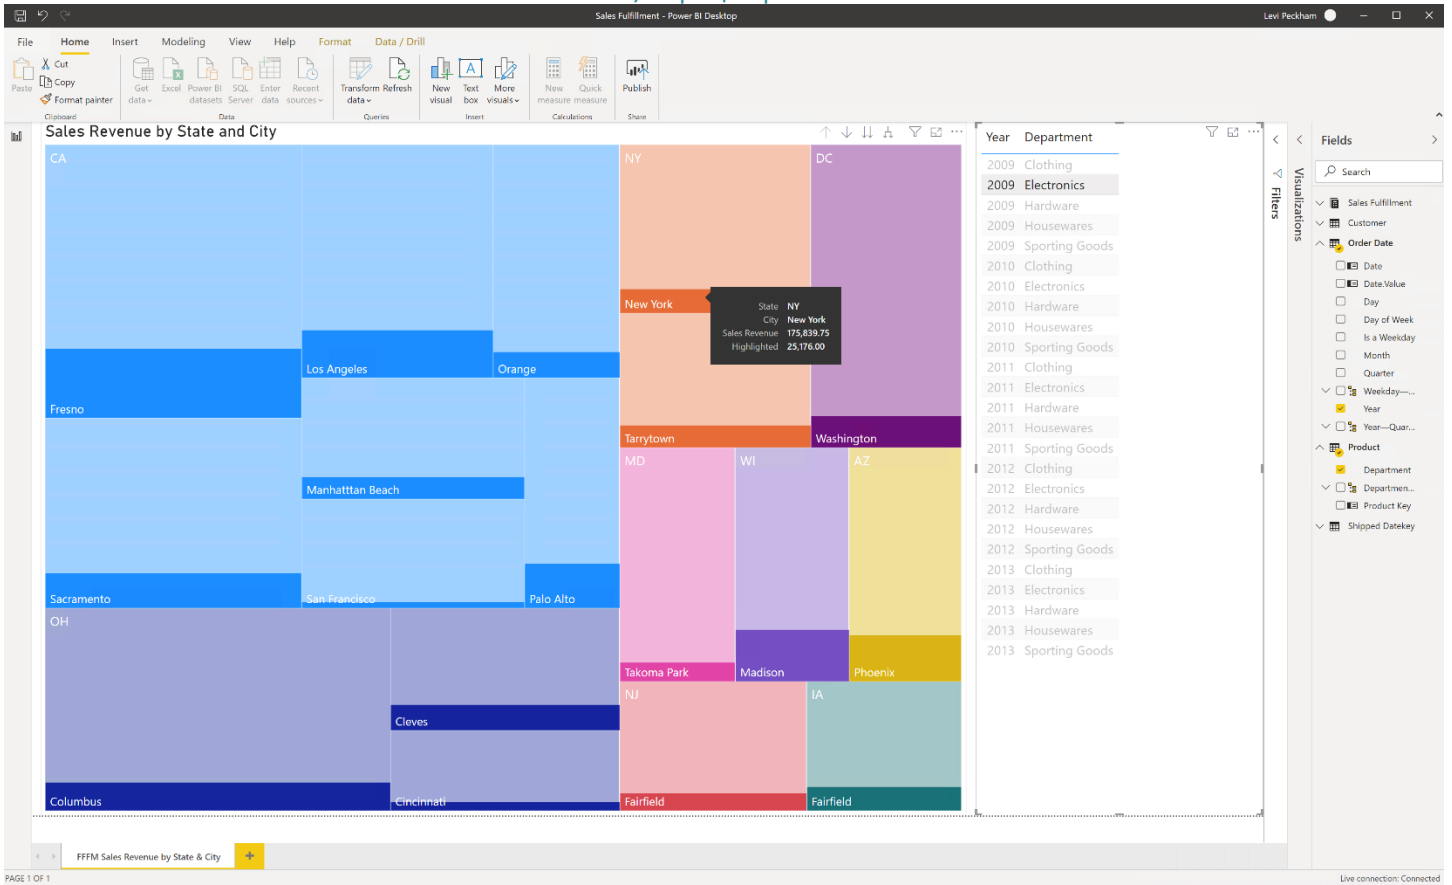 Sales Fulfillment - Power BI Desktop
Levi Peckham
File Home Insert Modeling View Help Format Data / Drill
Paste
Cut
Copy
Format painter
Clipboard
Get data
Excel
Power BI datasets
SQL Server
Enter data
Recent sources
Data
Transform data
Refresh
Queries
New visual
Text box
More visuals
Insert
New measure
Quick measure
Calculations
Publish
Share
Sales Revenue by State and City
CA
Fresno
Los Angeles
Orange
Sacramento
Manhatttan Beach
San Francisco
Palo Alto
OH
Columbus
Cleves
Cincinnati
NY
New York
Tarrytown
DC
Washington
State NY
City New York
Sales Revenue 175,839.75
Highlighted 25,176.00
MD
Takoma Park
WI
Madison
AZ
Phoenix
NJ
Fairfield
IA
Fairfield
Year Department
2009 Clothing
2009 Electronics
2009 Hardware
2009 Housewares
2009 Sporting Goods
2010 Clothing
2010 Electronics
2010 Hardware
2010 Housewares
2010 Sporting Goods
2011 Clothing
2011 Electronics
2011 Hardware
2011 Housewares
2011 Sporting Goods
2012 Clothing
2012 Electronics
2012 Hardware
2012 Housewares
2012 Sporting Goods
2013 Clothing
2013 Electronics
2013 Hardware
2013 Housewares
2013 Sporting Goods
Filters
Visualizations
Fields
Search
Sales Fulfillment
Customer
Order Date
Date
Date.Value
Day
Day of Week
Is a Weekday
Month
Quarter
Weekday—...
Year
Year—Quar...
Product
Department
Departmen...
Product Key
Shipped Datekey
FFFM Sales Revenue by State & City
PAGE 1 OF 1
Live connection: Connected